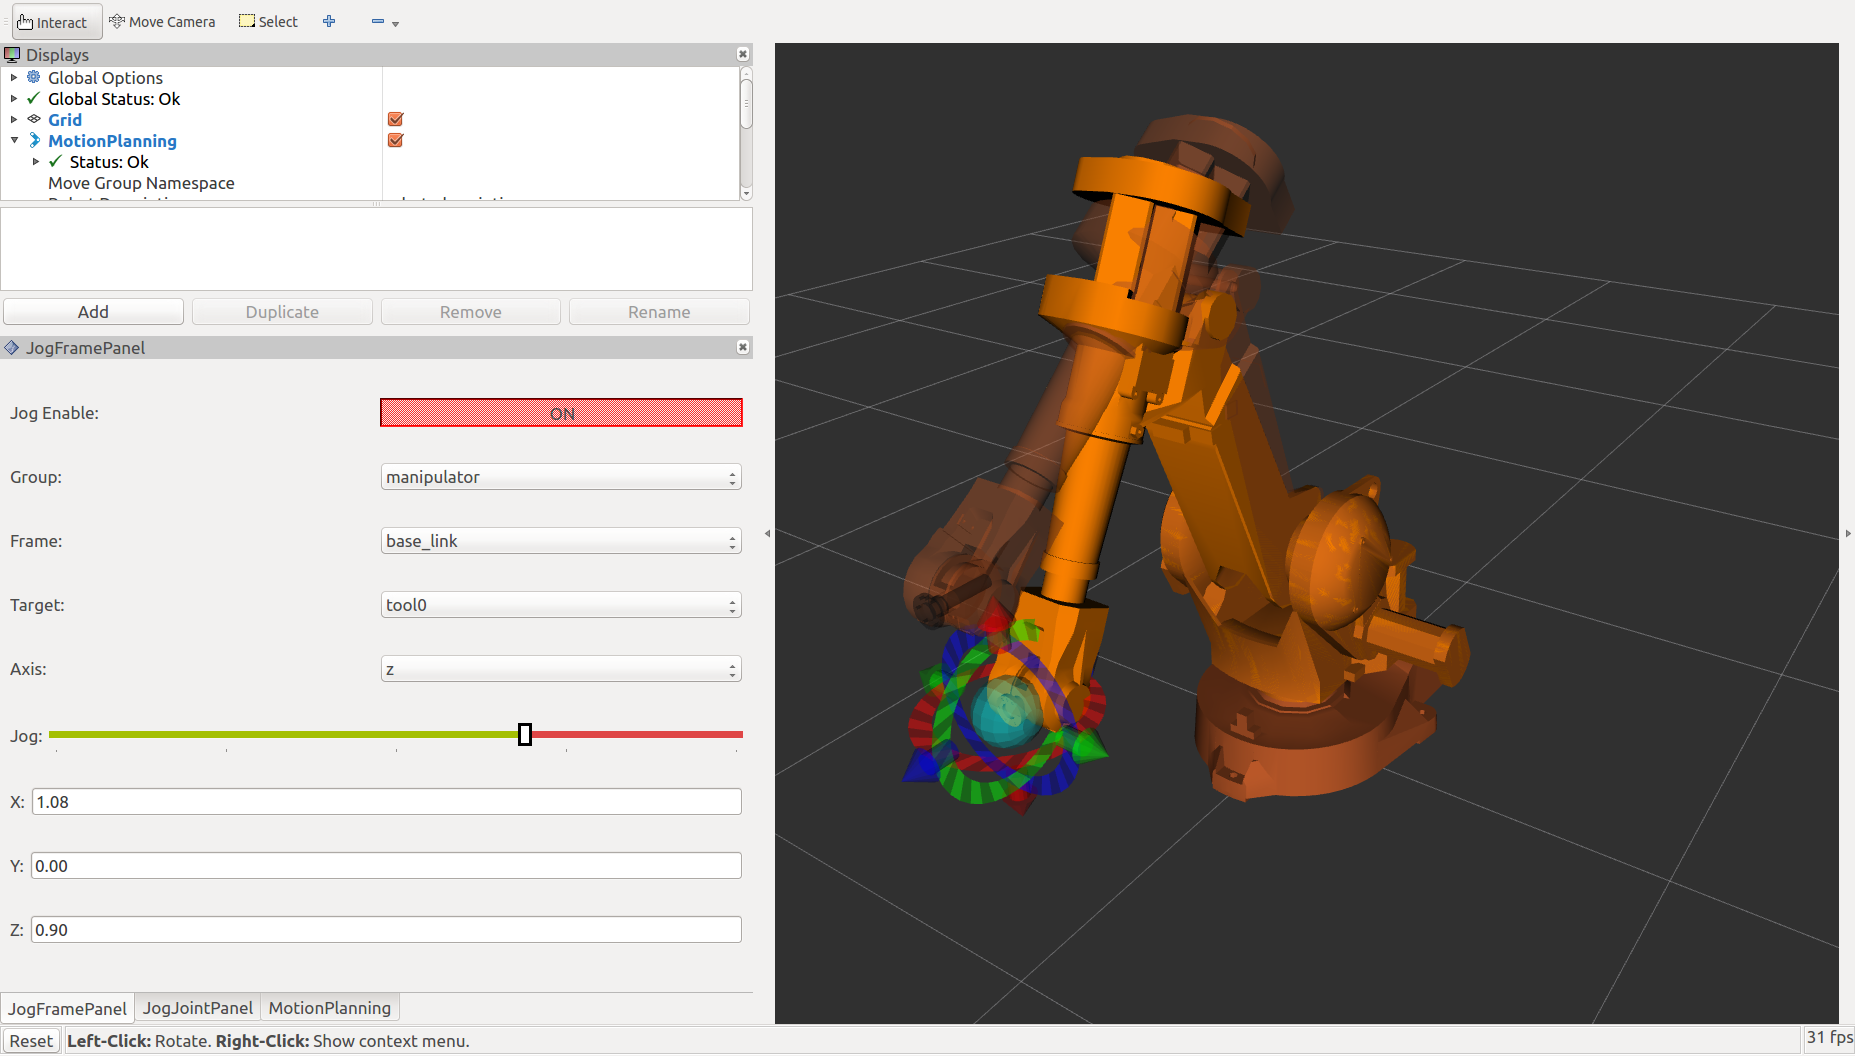 Interact Move Camera Select
Displays
Global Options
Global Status: Ok
Grid
MotionPlanning
Status: Ok
Move Group Namespace
Add Duplicate Remove Rename
JogFramePanel
Jog Enable: ON
Group: manipulator
Frame: base_link
Target: tool0
Axis: z
Jog:
X: 1.08
Y: 0.00
Z: 0.90
JogFramePanel JogJointPanel MotionPlanning
Reset Left-Click: Rotate. Right-Click: Show context menu. 31 fps